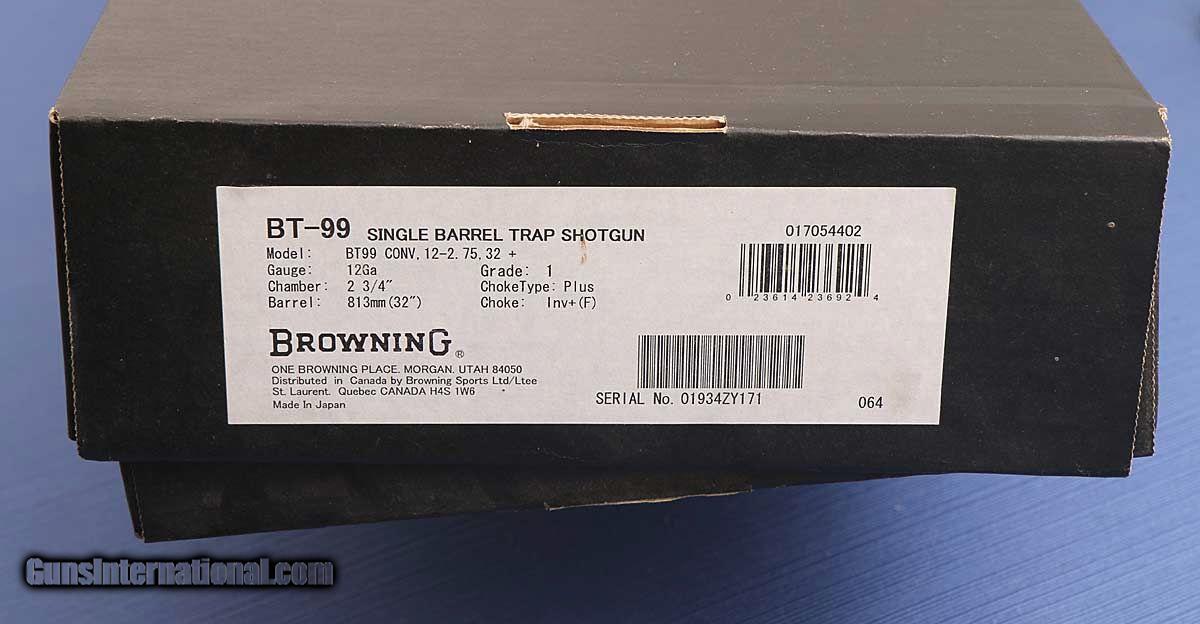 BT-99 SINGLE BARREL TRAP SHOTGUN
017054402
Model: BT99 CONV,12-2.75,32 +
Gauge: 12Ga Grade: 1
Chamber: 2 3/4" ChokeType: Plus
Barrel: 813mm(32") Choke: Inv+(F)
0 23614 23692 4
BROWNING®
ONE BROWNING PLACE. MORGAN. UTAH 84050
Distributed in Canada by Browning Sports Ltd/Ltee
St. Laurent. Quebec CANADA H4S 1W6
Made In Japan
SERIAL No. 01934ZY171
064
GunsInternational.com